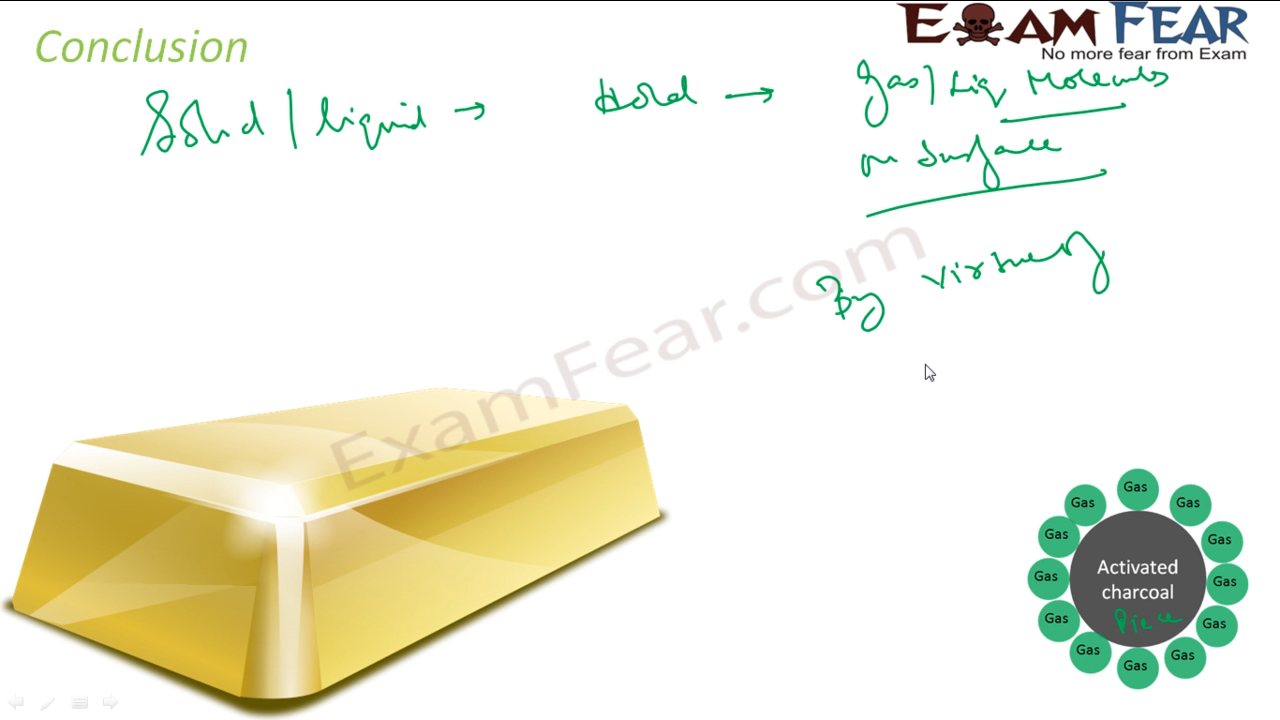 Conclusion
EXAM FEAR
No more fear from Exam
Solid / liquid → Hold → Gas / Liq Molecules
on Surface
By virtue of
ExamFear.com
Gas
Gas
Gas
Gas
Gas
Gas
Gas
Gas
Gas
Gas
Gas
Gas
Gas
Activated
charcoal
Piece